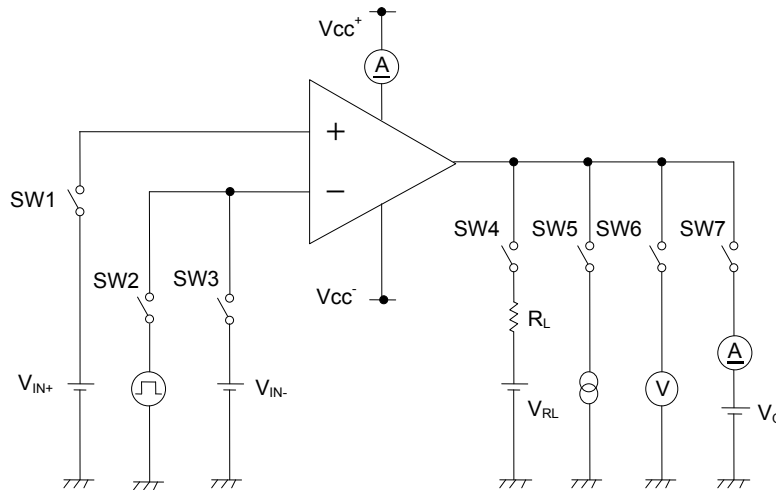 Vcc+
A
+
−
SW1
SW2
SW3
SW4
SW5
SW6
SW7
Vcc-
RL
A
VIN+
VIN-
VRL
V